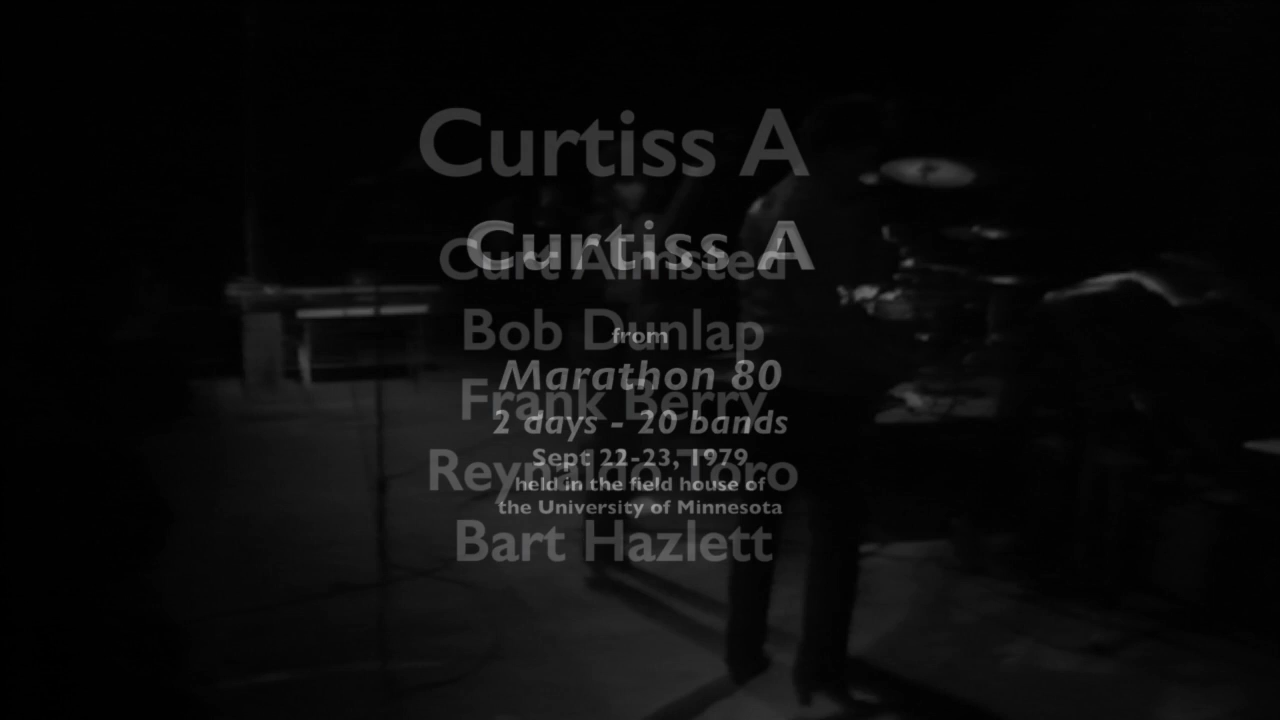 Curtiss A
Curtiss A
Curt Almsted
Bob Dunlap
from
Marathon 80
Frank Berry
2 days - 20 bands
Sept 22-23, 1979
Reynaldo Toro
held in the field house of
the University of Minnesota
Bart Hazlett